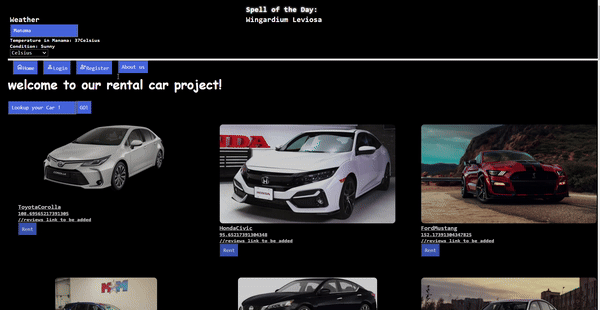 Spell of the Day:
Weather
Wingardium Leviosa
Manama
Temperature in Manama: 37Celsius
Condition: Sunny
Celsius
Home
Login
Register
About us
welcome to our rental car project!
Lookup your Car !
GO!
HONDA
ToyotaCorolla
108.69565217391305
//reviews link to be added
Rent
HondaCivic
95.65217391304348
//reviews link to be added
Rent
FordMustang
152.17391304347825
//reviews link to be added
Rent